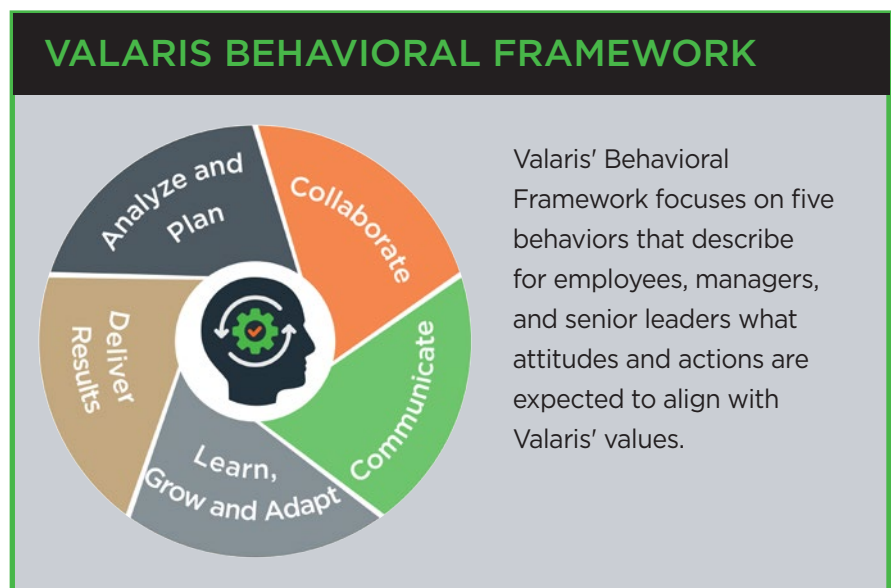 VALARIS BEHAVIORAL FRAMEWORK
Analyze and
Plan
Collaborate
Communicate
Learn,
Grow and Adapt
Deliver
Results
Valaris' Behavioral
Framework focuses on five
behaviors that describe
for employees, managers,
and senior leaders what
attitudes and actions are
expected to align with
Valaris' values.